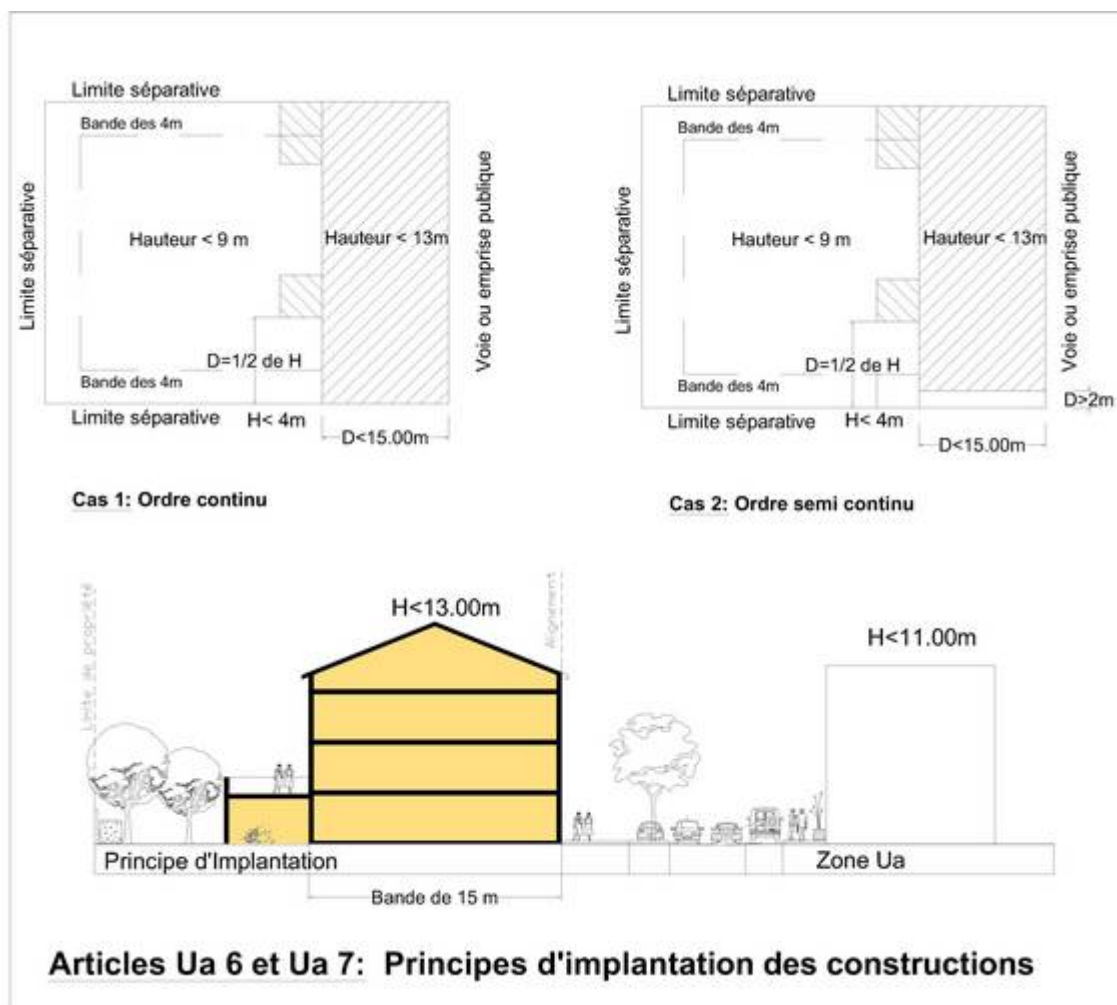 Limite séparative
Bande des 4m
Limite séparative
Hauteur < 9 m
Hauteur < 13m
Voie ou emprise publique
D=1/2 de H
Bande des 4m
Limite séparative
H< 4m
D<15.00m
Cas 1: Ordre continu
Limite séparative
Bande des 4m
Limite séparative
Hauteur < 9 m
Hauteur < 13m
Voie ou emprise publique
D=1/2 de H
Bande des 4m
D>2m
Limite séparative
H< 4m
D<15.00m
Cas 2: Ordre semi continu
Limite de propriété
H<13.00m
Alignement
H<11.00m
Principe d'Implantation
Zone Ua
Bande de 15 m
Articles Ua 6 et Ua 7: Principes d'implantation des constructions